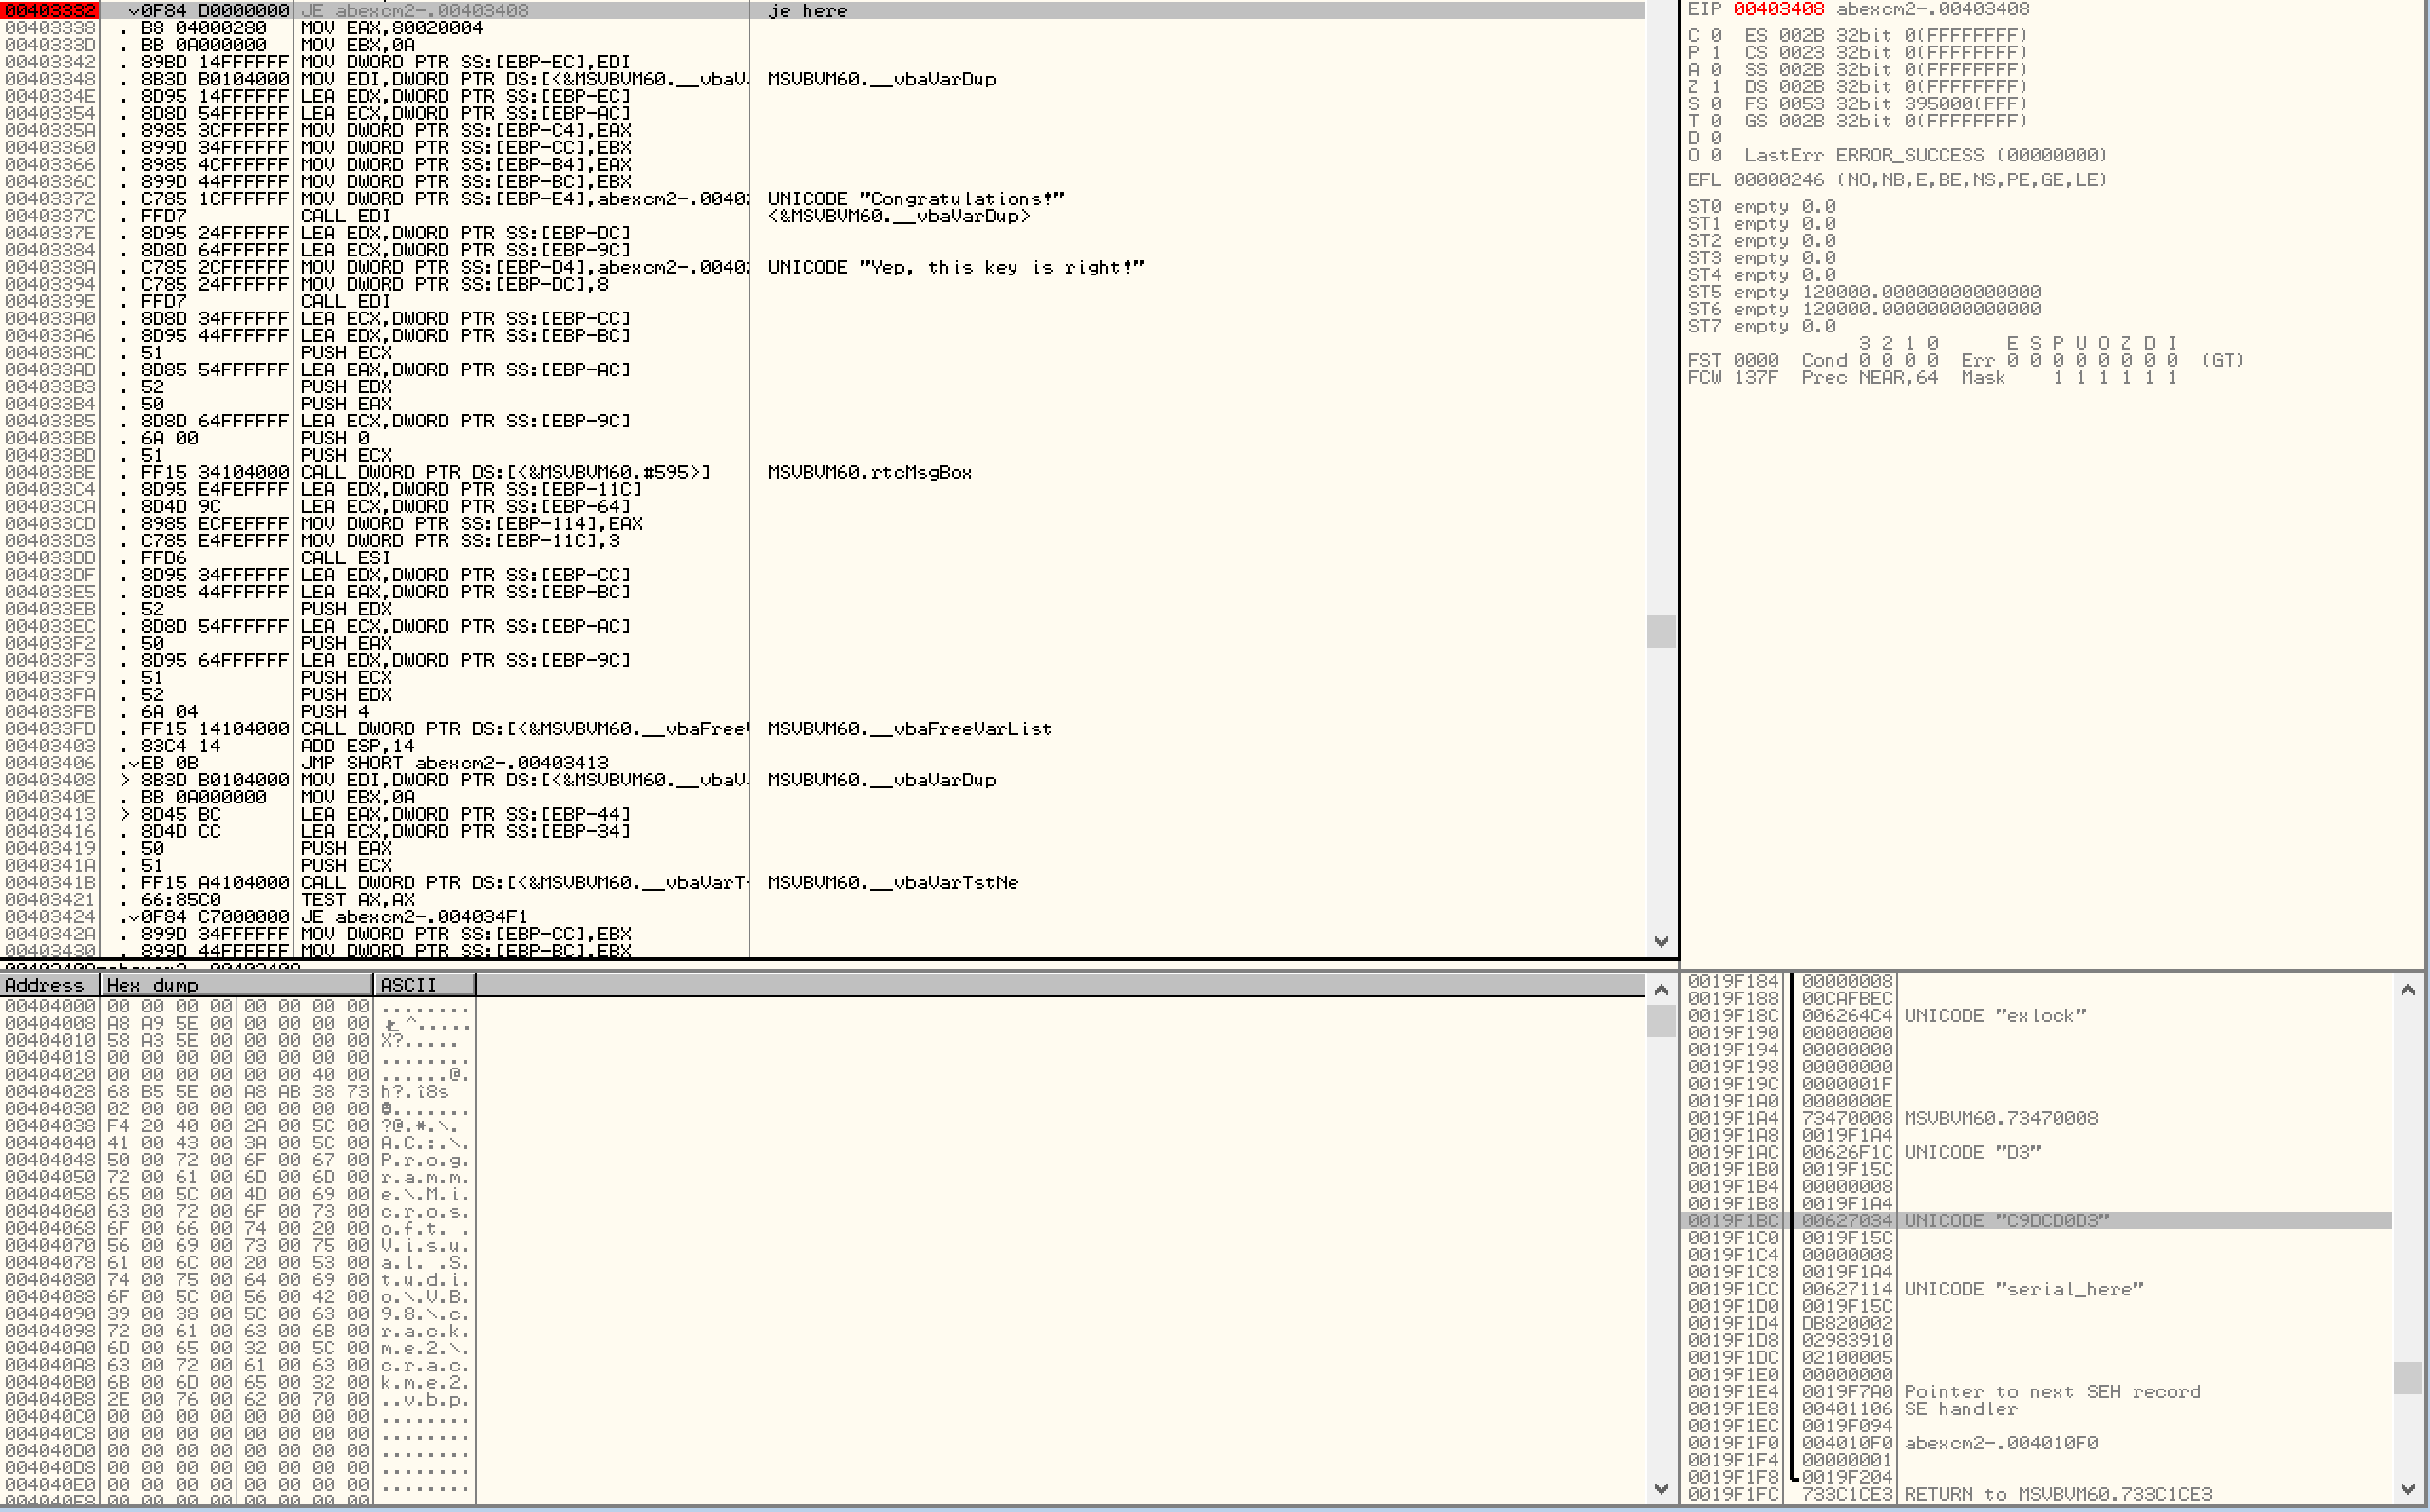 00403332 ⌄0F84 D0000000 JE abexcm2-.00403408 je here
00403338 . B8 04000280 MOV EAX,80020004
0040333D . BB 0A000000 MOV EBX,0A
00403342 . 89BD 14FFFFFF MOV DWORD PTR SS:[EBP-EC],EDI
00403348 . 8B3D B0104000 MOV EDI,DWORD PTR DS:[<&MSVBVM60.__vbaV. MSVBVM60.__vbaVarDup
0040334E . 8D95 14FFFFFF LEA EDX,DWORD PTR SS:[EBP-EC]
00403354 . 8D8D 54FFFFFF LEA ECX,DWORD PTR SS:[EBP-AC]
0040335A . 8985 3CFFFFFF MOV DWORD PTR SS:[EBP-C4],EAX
00403360 . 899D 34FFFFFF MOV DWORD PTR SS:[EBP-CC],EBX
00403366 . 8985 4CFFFFFF MOV DWORD PTR SS:[EBP-B4],EAX
0040336C . 899D 44FFFFFF MOV DWORD PTR SS:[EBP-BC],EBX
00403372 . C785 1CFFFFFF MOV DWORD PTR SS:[EBP-E4],abexcm2-.0040: UNICODE "Congratulations!"
0040337C . FFD7 CALL EDI <&MSVBVM60.__vbaVarDup>
0040337E . 8D95 24FFFFFF LEA EDX,DWORD PTR SS:[EBP-DC]
00403384 . 8D8D 64FFFFFF LEA ECX,DWORD PTR SS:[EBP-9C]
0040338A . C785 2CFFFFFF MOV DWORD PTR SS:[EBP-D4],abexcm2-.0040: UNICODE "Yep, this key is right!"
00403394 . C785 24FFFFFF MOV DWORD PTR SS:[EBP-DC],8
0040339E . FFD7 CALL EDI
004033A0 . 8D8D 34FFFFFF LEA ECX,DWORD PTR SS:[EBP-CC]
004033A6 . 8D95 44FFFFFF LEA EDX,DWORD PTR SS:[EBP-BC]
004033AC . 51 PUSH ECX
004033AD . 8D85 54FFFFFF LEA EAX,DWORD PTR SS:[EBP-AC]
004033B3 . 52 PUSH EDX
004033B4 . 50 PUSH EAX
004033B5 . 8D8D 64FFFFFF LEA ECX,DWORD PTR SS:[EBP-9C]
004033BB . 6A 00 PUSH 0
004033BD . 51 PUSH ECX
004033BE . FF15 34104000 CALL DWORD PTR DS:[<&MSVBVM60.#595>] MSVBVM60.rtcMsgBox
004033C4 . 8D95 E4FEFFFF LEA EDX,DWORD PTR SS:[EBP-11C]
004033CA . 8D4D 9C LEA ECX,DWORD PTR SS:[EBP-64]
004033CD . 8985 ECFEFFFF MOV DWORD PTR SS:[EBP-114],EAX
004033D3 . C785 E4FEFFFF MOV DWORD PTR SS:[EBP-11C],3
004033DD . FFD6 CALL ESI
004033DF . 8D95 34FFFFFF LEA EDX,DWORD PTR SS:[EBP-CC]
004033E5 . 8D85 44FFFFFF LEA EAX,DWORD PTR SS:[EBP-BC]
004033EB . 52 PUSH EDX
004033EC . 8D8D 54FFFFFF LEA ECX,DWORD PTR SS:[EBP-AC]
004033F2 . 50 PUSH EAX
004033F3 . 8D95 64FFFFFF LEA EDX,DWORD PTR SS:[EBP-9C]
004033F9 . 51 PUSH ECX
004033FA . 52 PUSH EDX
004033FB . 6A 04 PUSH 4
004033FD . FF15 14104000 CALL DWORD PTR DS:[<&MSVBVM60.__vbaFree MSVBVM60.__vbaFreeVarList
00403403 . 83C4 14 ADD ESP,14
00403406 .⌄EB 0B JMP SHORT abexcm2-.00403413
00403408 > 8B3D B0104000 MOV EDI,DWORD PTR DS:[<&MSVBVM60.__vbaV. MSVBVM60.__vbaVarDup
0040340E . BB 0A000000 MOV EBX,0A
00403413 > 8D45 BC LEA EAX,DWORD PTR SS:[EBP-44]
00403416 . 8D4D CC LEA ECX,DWORD PTR SS:[EBP-34]
00403419 . 50 PUSH EAX
0040341A . 51 PUSH ECX
0040341B . FF15 A4104000 CALL DWORD PTR DS:[<&MSVBVM60.__vbaVarT MSVBVM60.__vbaVarTstNe
00403421 . 66:85C0 TEST AX,AX
00403424 .⌄0F84 C7000000 JE abexcm2-.004034F1
0040342A . 899D 34FFFFFF MOV DWORD PTR SS:[EBP-CC],EBX
00403430 . 899D 44FFFFFF MOV DWORD PTR SS:[EBP-BC],EBX
EIP 00403408 abexcm2-.00403408
C 0 ES 002B 32bit 0(FFFFFFFF)
P 1 CS 0023 32bit 0(FFFFFFFF)
A 0 SS 002B 32bit 0(FFFFFFFF)
Z 1 DS 002B 32bit 0(FFFFFFFF)
S 0 FS 0053 32bit 395000(FFF)
T 0 GS 002B 32bit 0(FFFFFFFF)
D 0
O 0 LastErr ERROR_SUCCESS (00000000)
EFL 00000246 (NO,NB,E,BE,NS,PE,GE,LE)
ST0 empty 0.0
ST1 empty 0.0
ST2 empty 0.0
ST3 empty 0.0
ST4 empty 0.0
ST5 empty 120000.00000000000000
ST6 empty 120000.00000000000000
ST7 empty 0.0
3 2 1 0 E S P U O Z D I
FST 0000 Cond 0 0 0 0 Err 0 0 0 0 0 0 0 0 (GT)
FCW 137F Prec NEAR,64 Mask 1 1 1 1 1 1
Address Hex dump ASCII
00404000 00 00 00 00 00 00 00 00 ........
00404008 A8 A9 5E 00 00 00 00 00 ^.....
00404010 58 A3 5E 00 00 00 00 00 X?.....
00404018 00 00 00 00 00 00 00 00 ........
00404020 00 00 00 00 00 00 40 00 ......@.
00404028 68 B5 5E 00 A8 AB 38 73 h?.î8s
00404030 02 00 00 00 00 00 00 00 .......
00404038 F4 20 40 00 2A 00 5C 00 ?@.*.\.
00404040 41 00 43 00 3A 00 5C 00 A.C.:.\.
00404048 50 00 72 00 6F 00 67 00 P.r.o.g.
00404050 72 00 61 00 6D 00 6D 00 r.a.m.m.
00404058 65 00 5C 00 4D 00 69 00 e.\.M.i.
00404060 63 00 72 00 6F 00 73 00 c.r.o.s.
00404068 6F 00 66 00 74 00 20 00 o.f.t. .
00404070 56 00 69 00 73 00 75 00 V.i.s.u.
00404078 61 00 6C 00 20 00 53 00 a.l. .S.
00404080 74 00 75 00 64 00 69 00 t.u.d.i.
00404088 6F 00 5C 00 56 00 42 00 o.\.V.B.
00404090 39 00 38 00 5C 00 63 00 9.8.\.c.
00404098 72 00 61 00 63 00 6B 00 r.a.c.k.
004040A0 6D 00 65 00 32 00 5C 00 m.e.2.\.
004040A8 63 00 72 00 61 00 63 00 c.r.a.c.
004040B0 6B 00 6D 00 65 00 32 00 k.m.e.2.
004040B8 2E 00 76 00 62 00 70 00 ..v.b.p.
004040C0 00 00 00 00 00 00 00 00 ........
004040C8 00 00 00 00 00 00 00 00 ........
004040D0 00 00 00 00 00 00 00 00 ........
004040D8 00 00 00 00 00 00 00 00 ........
004040E0 00 00 00 00 00 00 00 00 ........
0019F184 00000008
0019F188 00CAFBEC
0019F18C 006264C4 UNICODE "exlock"
0019F190 00000000
0019F194 00000000
0019F198 00000000
0019F19C 0000001F
0019F1A0 0000000E
0019F1A4 73470008 MSVBVM60.73470008
0019F1A8 0019F1A4
0019F1AC 00626F1C UNICODE "D3"
0019F1B0 0019F15C
0019F1B4 00000008
0019F1B8 0019F1A4
0019F1BC 00627034 UNICODE "C9DCD0D3"
0019F1C0 0019F15C
0019F1C4 00000008
0019F1C8 0019F1A4
0019F1CC 00627114 UNICODE "serial_here"
0019F1D0 0019F15C
0019F1D4 DB820002
0019F1D8 02983910
0019F1DC 02100005
0019F1E0 00000000
0019F1E4 0019F7A0 Pointer to next SEH record
0019F1E8 00401106 SE handler
0019F1EC 0019F094
0019F1F0 004010F0 abexcm2-.004010F0
0019F1F4 00000001
0019F1F8 0019F204
0019F1FC 733C1CE3 RETURN to MSVBVM60.733C1CE3